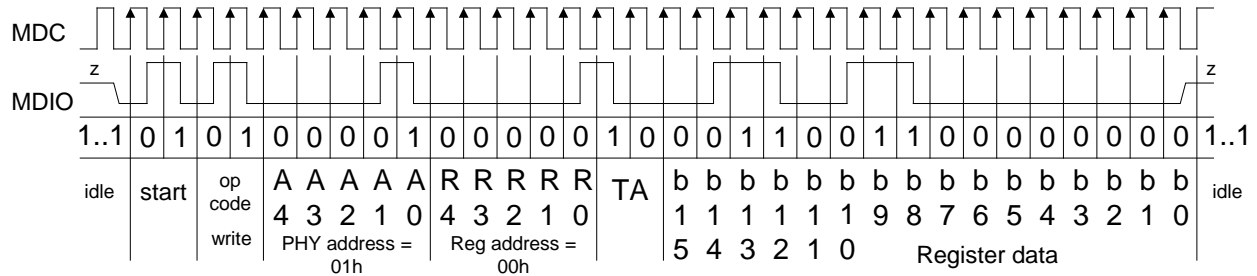 MDC
z z
MDIO
1..1 0 1 0 1 0 0 0 0 1 0 0 0 0 0 1 0 0 0 1 1 0 0 1 1 0 0 0 0 0 0 0 0 1..1
idle
start
op
code
write
A A A A A
4 3 2 1 0
PHY address =
01h
R R R R R
4 3 2 1 0
Reg address =
00h
TA
b b b b b b b b b b b b b b b b
1 1 1 1 1 1 9 8 7 6 5 4 3 2 1 0
5 4 3 2 1 0
Register data
idle